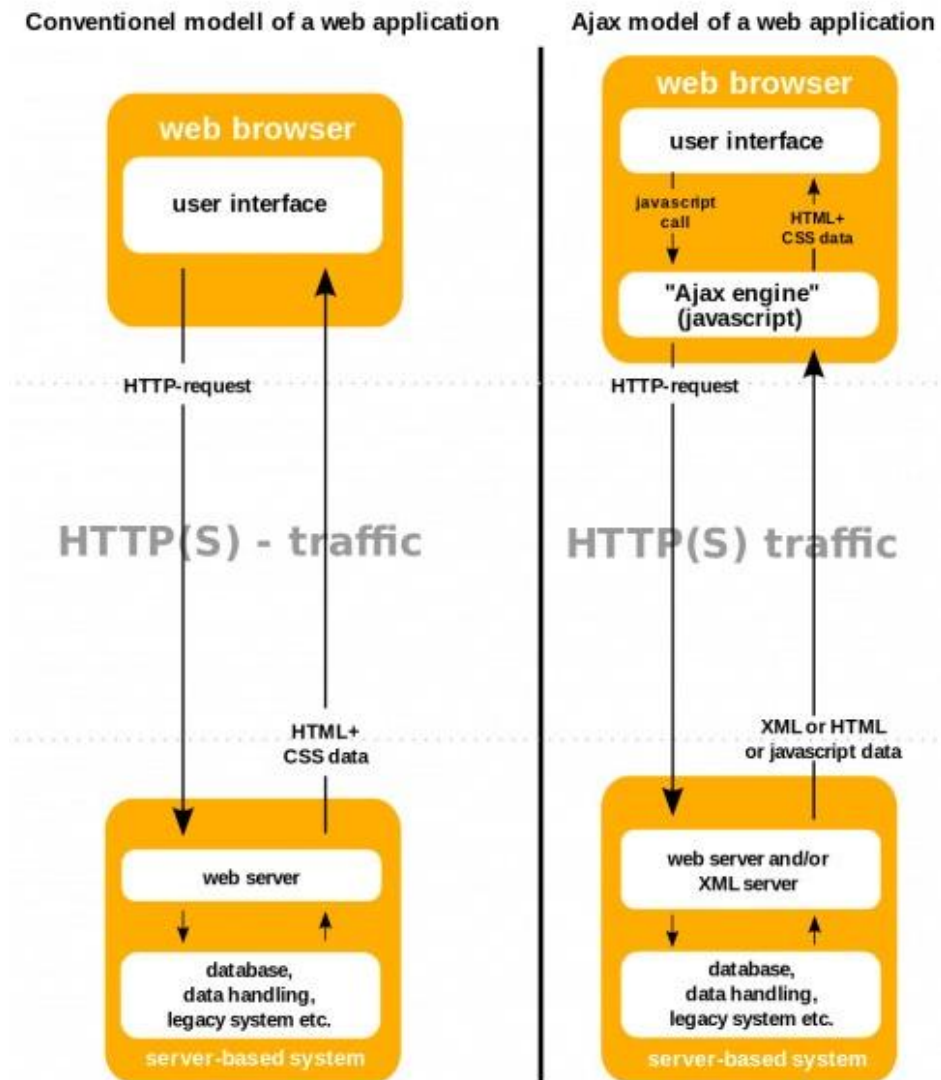 Conventionel modell of a web application
web browser
user interface
HTTP-request
HTTP(S) - traffic
HTML+
CSS data
web server
database,
data handling,
legacy system etc.
server-based system
Ajax model of a web application
web browser
user interface
javascript
call
HTML+
CSS data
"Ajax engine"
(javascript)
HTTP-request
HTTP(S) traffic
XML or HTML
or javascript data
web server and/or
XML server
database,
data handling,
legacy system etc.
server-based system